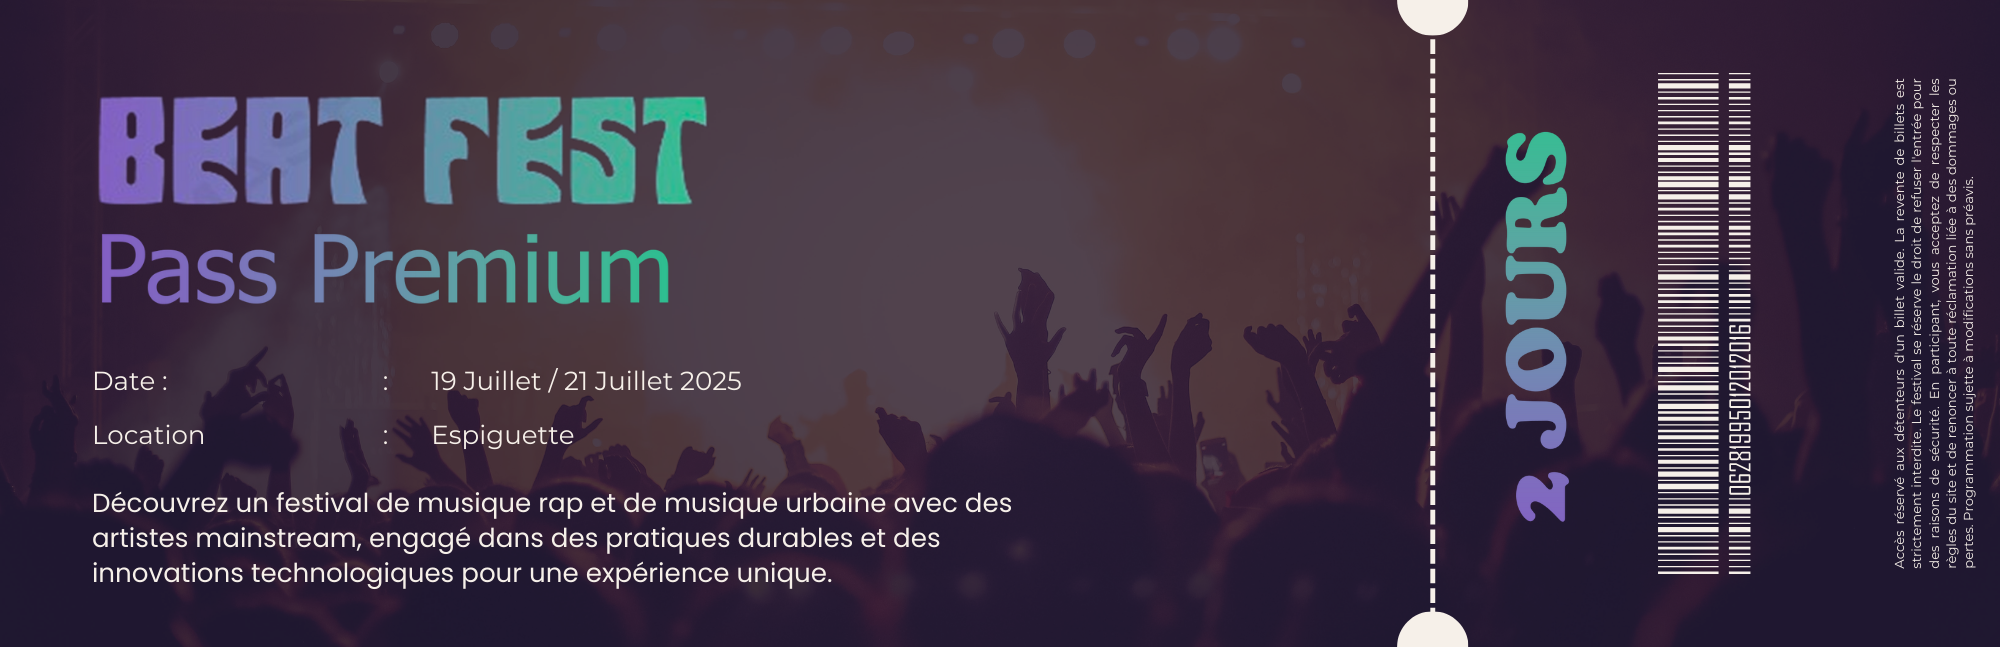 BEAT FEST
Pass Premium
Date : : 19 Juillet / 21 Juillet 2025
Location : Espiguette
Découvrez un festival de musique rap et de musique urbaine avec des
artistes mainstream, engagé dans des pratiques durables et des
innovations technologiques pour une expérience unique.
2 JOURS
Accès réservé aux détenteurs d'un billet valide. La revente de billets est
strictement interdite. Le festival se réserve le droit de refuser l'entrée pour
des raisons de sécurité. En participant, vous acceptez de respecter les
règles du site et de renoncer à toute réclamation liée à des dommages ou
pertes. Programmation sujette à modifications sans préavis.